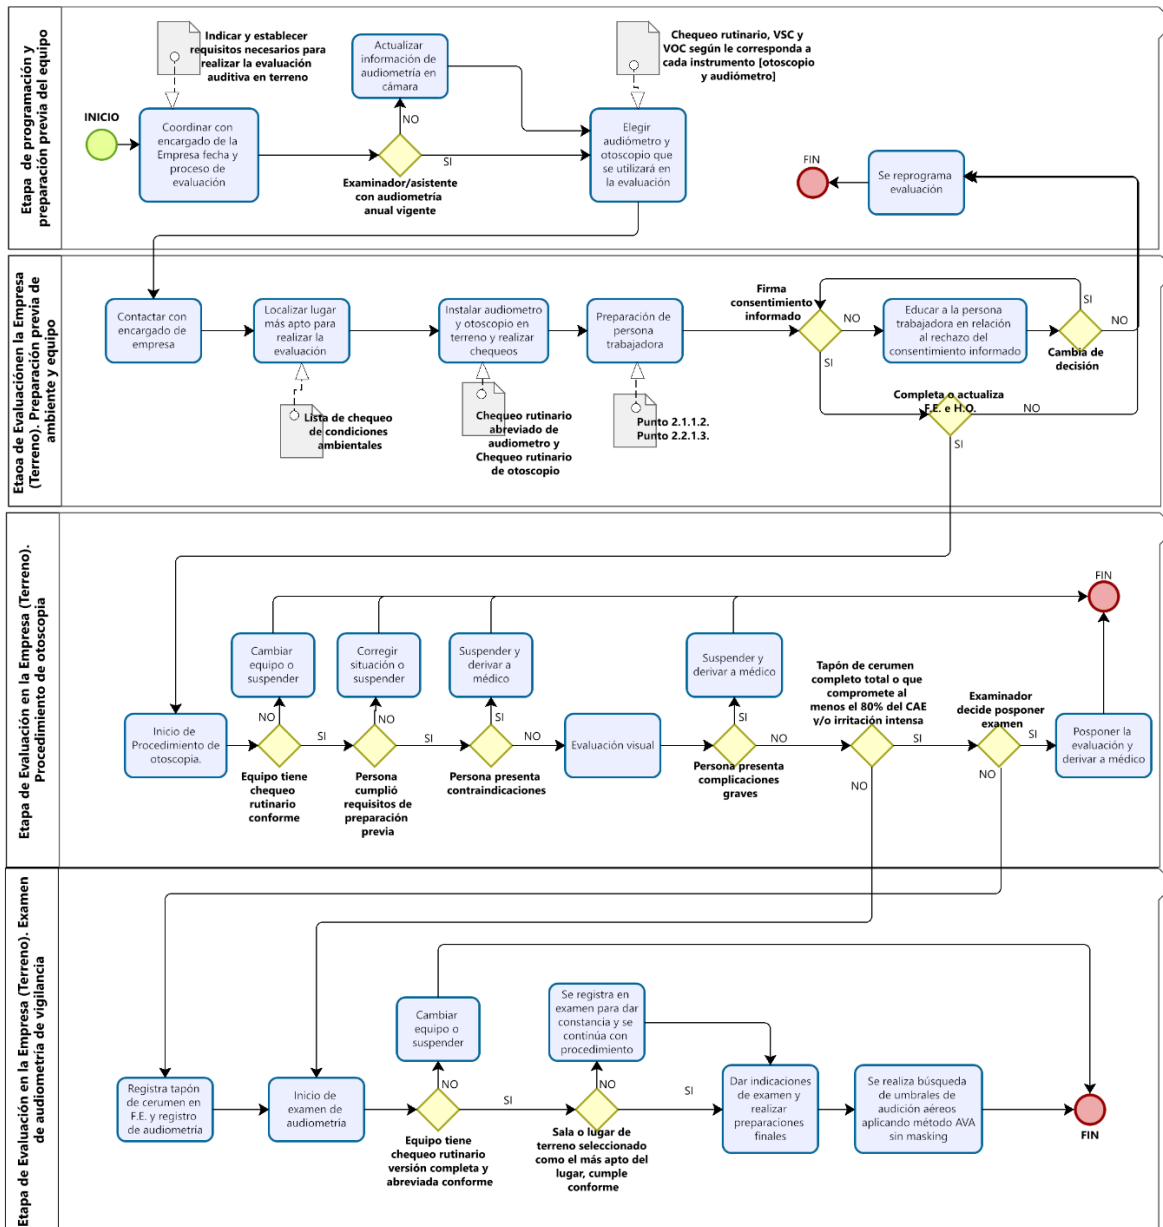 Etapa de programación y
preparación previa del equipo
INICIO
Indicar y establecer
requisitos necesarios para
realizar la evaluación
auditiva en terreno
Coordinar con
encargado de la
Empresa fecha y
proceso de
evaluación
Actualizar
información de
audiometría en
cámara
NO
SI
Examinador/asistente
con audiometría
anual vigente
Chequeo rutinario, VSC y
VOC según le corresponda a
cada instrumento [otoscopio
y audiómetro]
Elegir
audiómetro y
otoscopio que
se utilizará en
la evaluación
FIN
Se reprograma
evaluación
Etaoa de Evaluaciónen la Empresa
(Terreno). Preparación previa de
ambiente y equipo
Contactar con
encargado de
empresa
Localizar lugar
más apto para
realizar la
evaluación
Lista de chequeo
de condiciones
ambientales
Instalar audiometro
y otoscopio en
terreno y realizar
chequeos
Chequeo rutinario
abreviado de
audiometro y
Chequeo rutinario
de otoscopio
Preparación de
persona
trabajadora
Punto 2.1.1.2.
Punto 2.2.1.3.
Firma
consentimiento
informado
NO
SI
Educar a la persona
trabajadora en relación
al rechazo del
consentimiento informado
SI
NO
Cambia de
decisión
Completa o actualiza
F.E. e H.O.
NO
SI
Etapa de Evaluación en la Empresa (Terreno).
Procedimiento de otoscopia
Inicio de
Procedimiento de
otoscopia.
Cambiar
equipo o
suspender
NO
SI
Equipo tiene
chequeo
rutinario
conforme
Corregir
situación o
suspender
NO
SI
Persona
cumplió
requisitos de
preparación
previa
Suspender y
derivar a
médico
SI
NO
Persona presenta
contraindicaciones
Evaluación visual
Suspender y
derivar a médico
SI
NO
Persona presenta
complicaciones
graves
Tapón de cerumen
completo total o que
compromete al
menos el 80% del CAE
y/o irritación intensa
SI
NO
Examinador
decide posponer
examen
SI
NO
Posponer la
evaluación y
derivar a médico
FIN
Etapa de Evaluación en la Empresa (Terreno). Examen
de audiometría de vigilancia
Registra tapón
de cerumen en
F.E. y registro
de audiometría
Inicio de
examen de
audiometría
Cambiar
equipo o
suspender
NO
SI
Equipo tiene
chequeo rutinario
versión completa y
abreviada conforme
Se registra en
examen para dar
constancia y se
continúa con
procedimiento
NO
SI
Sala o lugar de
terreno seleccionado
como el más apto del
lugar, cumple
conforme
Dar indicaciones
de examen y
realizar
preparaciones
finales
Se realiza búsqueda
de umbrales de
audición aéreos
aplicando método AVA
sin masking
FIN